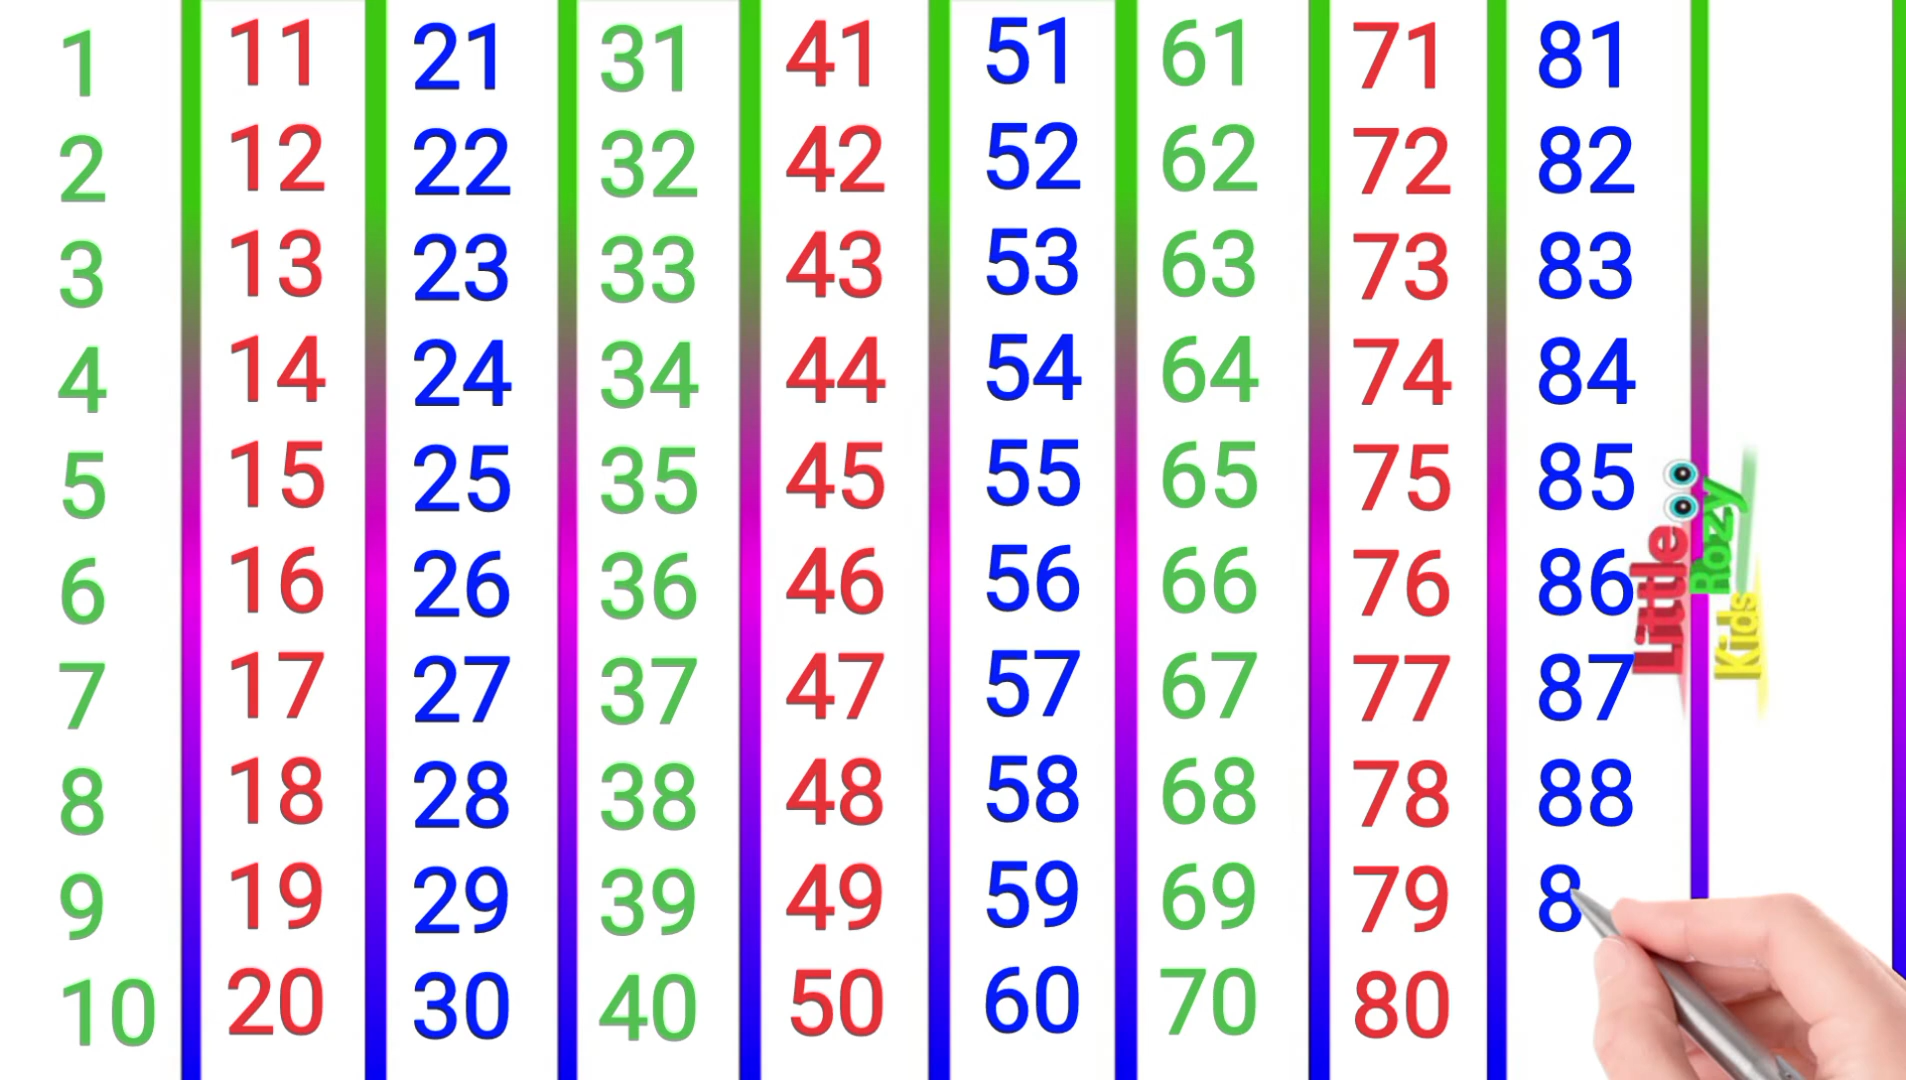 1 11 21 31 41 51 61 71 81
2 12 22 32 42 52 62 72 82
3 13 23 33 43 53 63 73 83
4 14 24 34 44 54 64 74 84
5 15 25 35 45 55 65 75 85
6 16 26 36 46 56 66 76 86
7 17 27 37 47 57 67 77 87
8 18 28 38 48 58 68 78 88
9 19 29 39 49 59 69 79 8
10 20 30 40 50 60 70 80
Little
Rozy
Kids